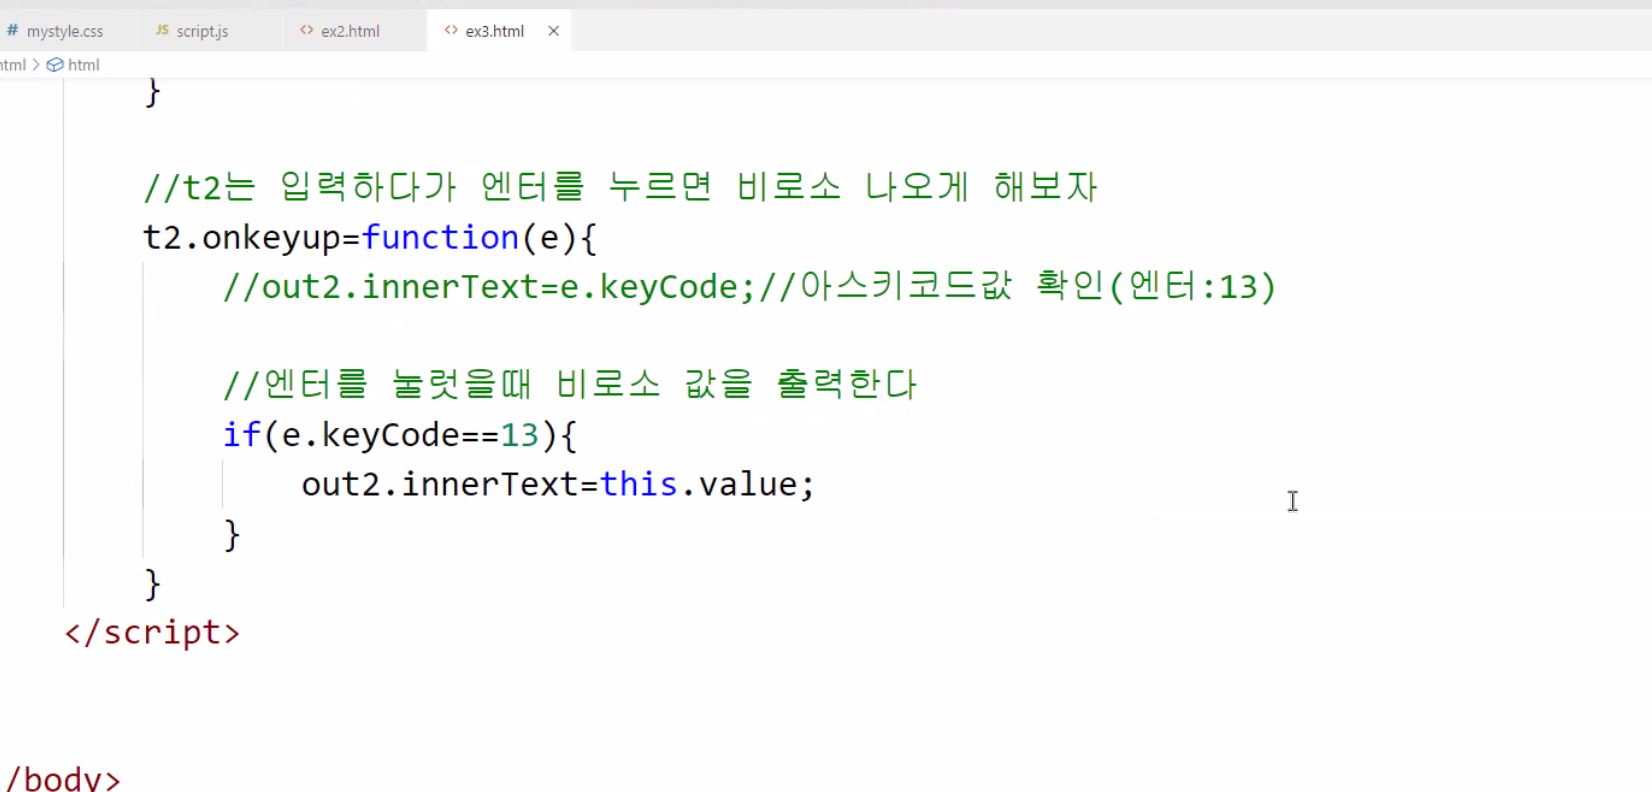 # mystyle.css JS script.js <> ex2.html <> ex3.html ×
html > html
}
//t2는 입력하다가 엔터를 누르면 비로소 나오게 해보자
t2.onkeyup=function(e){
//out2.innerText=e.keyCode;//아스키코드값 확인(엔터:13)
//엔터를 눌럿을때 비로소 값을 출력한다
if(e.keyCode==13){
out2.innerText=this.value;
}
}
</script>
/body>